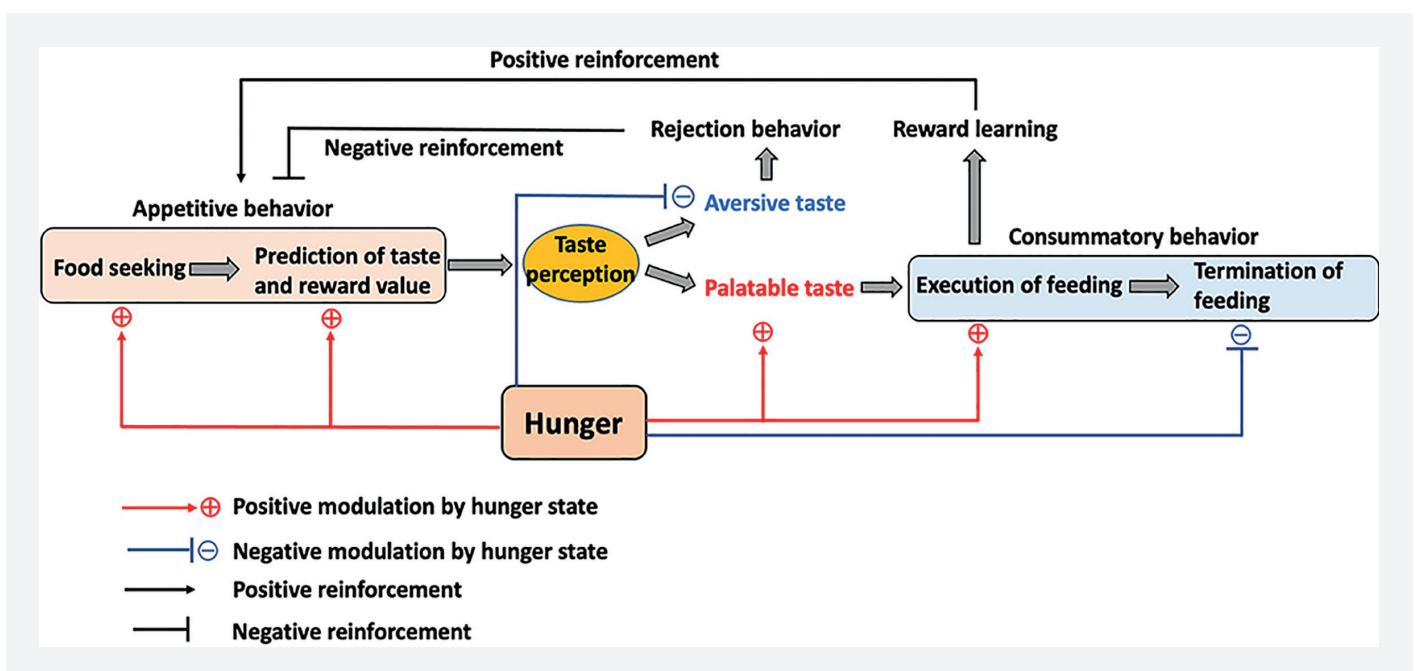 Positive reinforcement
Rejection behavior
Reward learning
Negative reinforcement
Appetitive behavior
Aversive taste
Food seeking
Prediction of taste
and reward value
Taste
perception
Palatable taste
Consummatory behavior
Execution of feeding
Termination of
feeding
Hunger
Positive modulation by hunger state
Negative modulation by hunger state
Positive reinforcement
Negative reinforcement